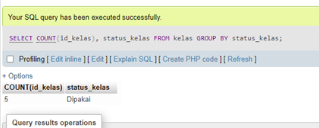 Your SQL query has been executed successfully.
SELECT COUNT(id_kelas), status_kelas FROM kelas GROUP BY status_kelas;
Profiling [ Edit inline ] [ Edit ] [ Explain SQL ] [ Create PHP code ] [ Refresh ]
+ Options
COUNT(id_kelas) status_kelas
5 Dipakai
Query results operations